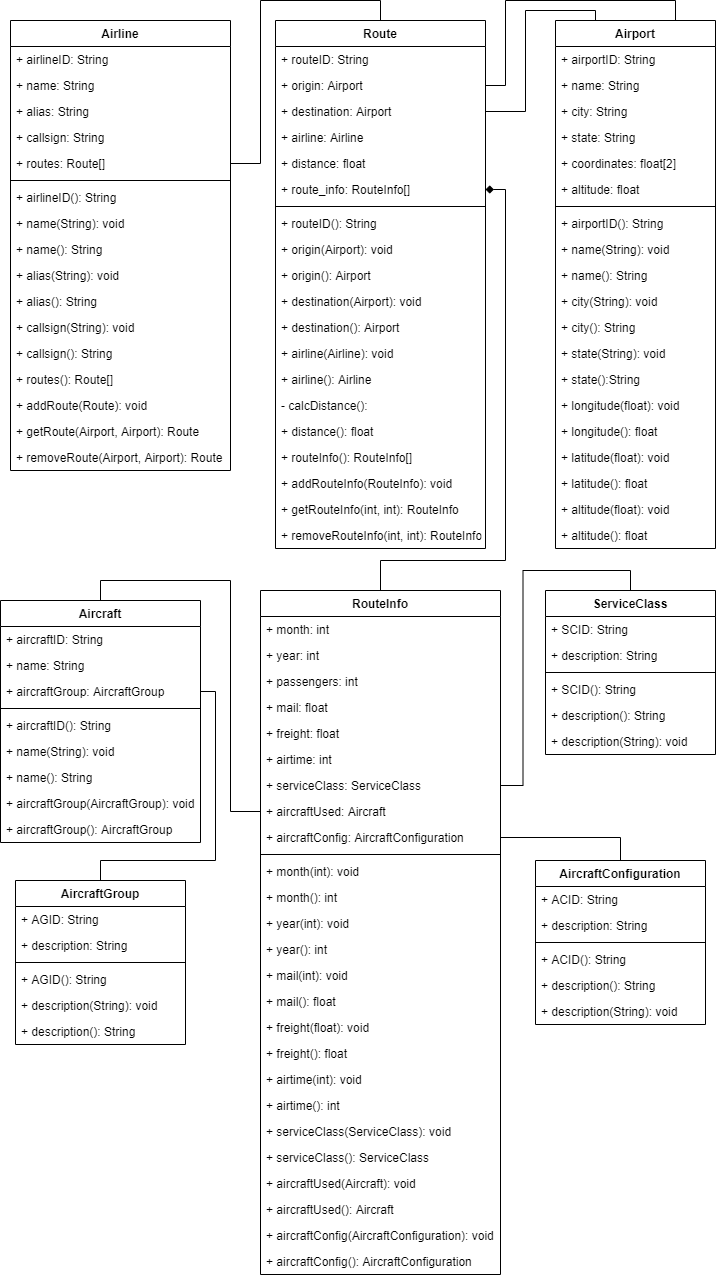 Airline
+ airlineID: String
+ name: String
+ alias: String
+ callsign: String
+ routes: Route[]
+ airlineID(): String
+ name(String): void
+ name(): String
+ alias(String): void
+ alias(): String
+ callsign(String): void
+ callsign(): String
+ routes(): Route[]
+ addRoute(Route): void
+ getRoute(Airport, Airport): Route
+ removeRoute(Airport, Airport): Route
Route
+ routeID: String
+ origin: Airport
+ destination: Airport
+ airline: Airline
+ distance: float
+ route_info: RouteInfo[]
+ routeID(): String
+ origin(Airport): void
+ origin(): Airport
+ destination(Airport): void
+ destination(): Airport
+ airline(Airline): void
+ airline(): Airline
- calcDistance():
+ distance(): float
+ routeInfo(): RouteInfo[]
+ addRouteInfo(RouteInfo): void
+ getRouteInfo(int, int): RouteInfo
+ removeRouteInfo(int, int): RouteInfo
Airport
+ airportID: String
+ name: String
+ city: String
+ state: String
+ coordinates: float[2]
+ altitude: float
+ airportID(): String
+ name(String): void
+ name(): String
+ city(String): void
+ city(): String
+ state(String): void
+ state():String
+ longitude(float): void
+ longitude(): float
+ latitude(float): void
+ latitude(): float
+ altitude(float): void
+ altitude(): float
Aircraft
+ aircraftID: String
+ name: String
+ aircraftGroup: AircraftGroup
+ aircraftID(): String
+ name(String): void
+ name(): String
+ aircraftGroup(AircraftGroup): void
+ aircraftGroup(): AircraftGroup
AircraftGroup
+ AGID: String
+ description: String
+ AGID(): String
+ description(String): void
+ description(): String
RouteInfo
+ month: int
+ year: int
+ passengers: int
+ mail: float
+ freight: float
+ airtime: int
+ serviceClass: ServiceClass
+ aircraftUsed: Aircraft
+ aircraftConfig: AircraftConfiguration
+ month(int): void
+ month(): int
+ year(int): void
+ year(): int
+ mail(int): void
+ mail(): float
+ freight(float): void
+ freight(): float
+ airtime(int): void
+ airtime(): int
+ serviceClass(ServiceClass): void
+ serviceClass(): ServiceClass
+ aircraftUsed(Aircraft): void
+ aircraftUsed(): Aircraft
+ aircraftConfig(AircraftConfiguration): void
+ aircraftConfig(): AircraftConfiguration
ServiceClass
+ SCID: String
+ description: String
+ SCID(): String
+ description(): String
+ description(String): void
AircraftConfiguration
+ ACID: String
+ description: String
+ ACID(): String
+ description(): String
+ description(String): void